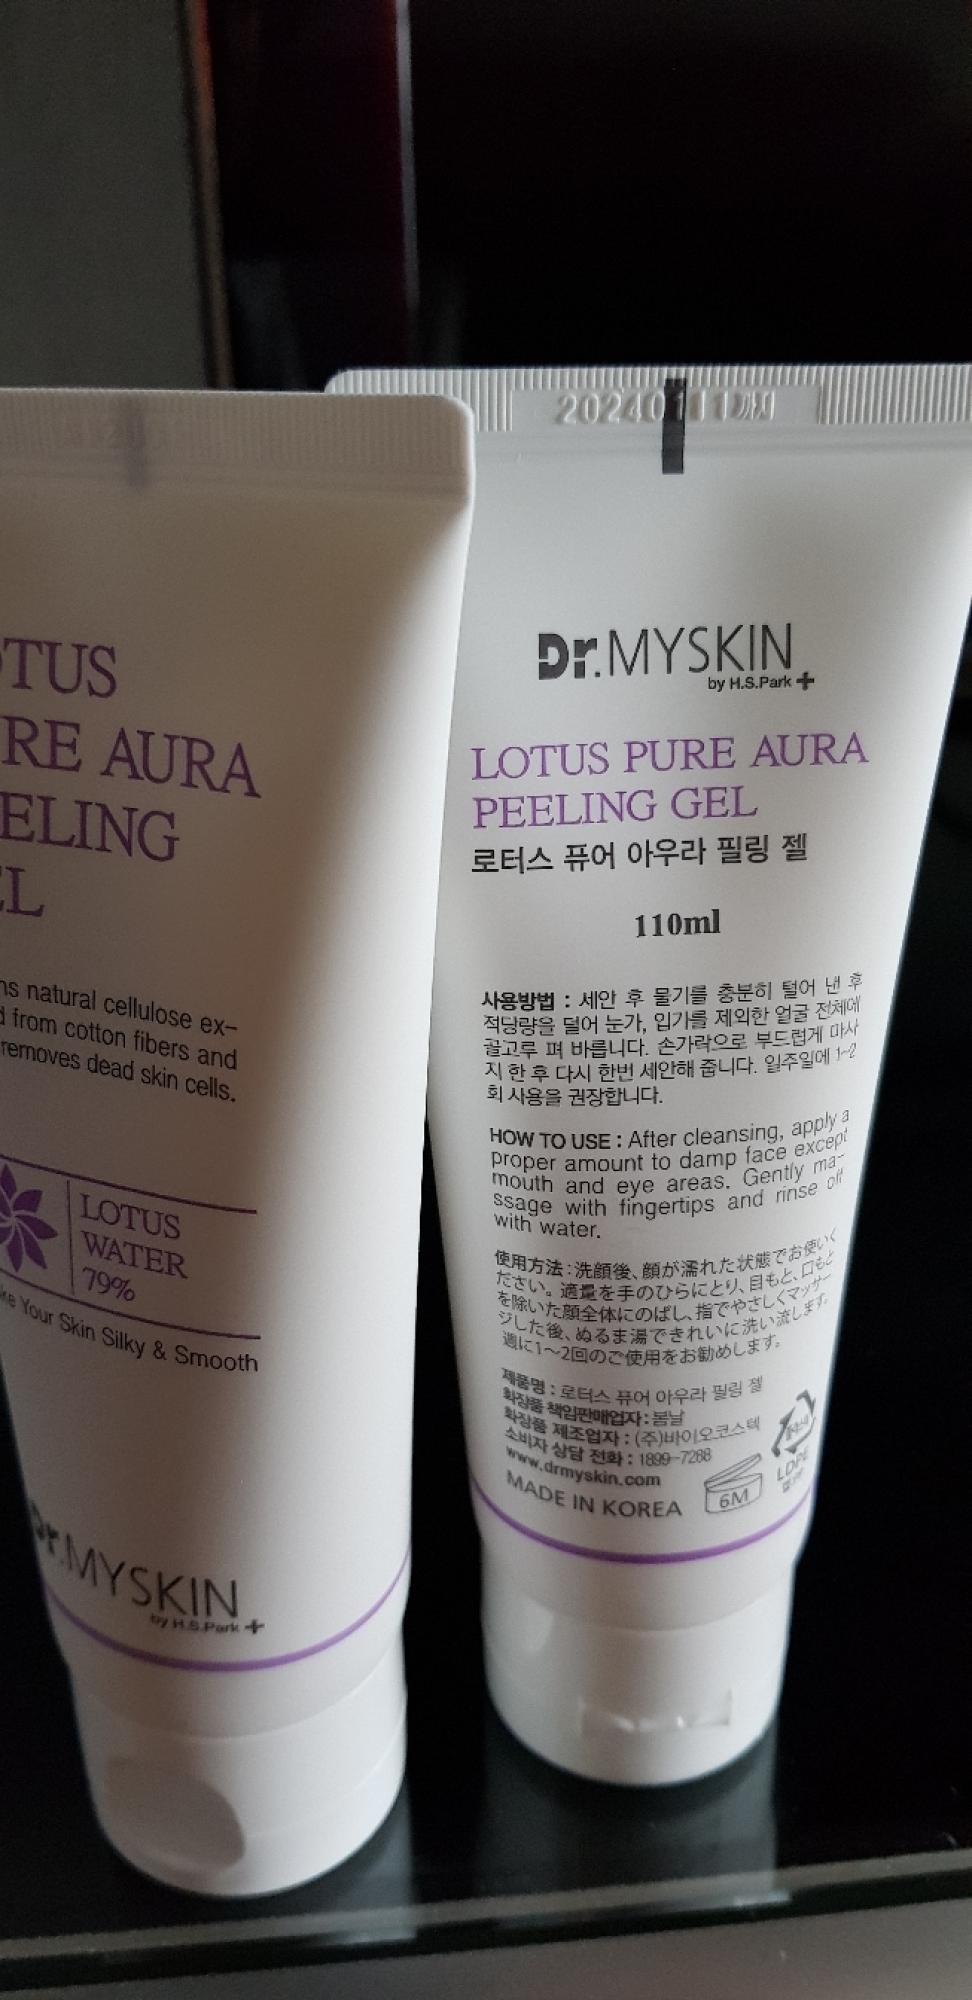 TUS
RE AURA
ELING
L
ns natural cellulose ex-
d from cotton fibers and
removes dead skin cells.
LOTUS
WATER
79%
ke Your Skin Silky & Smooth
Dr.MYSKIN
by H.S.Park +
20240111까지
Dr.MYSKIN
by H.S.Park +
LOTUS PURE AURA
PEELING GEL
로터스 퓨어 아우라 필링 젤
110ml
사용방법 : 세안 후 물기를 충분히 털어 낸 후
적당량을 덜어 눈가, 입가를 제외한 얼굴 전체에
골고루 펴 바릅니다. 손가락으로 부드럽게 마사
지 한 후 다시 한번 세안해 줍니다. 일주일에 1~2
회 사용을 권장합니다.
HOW TO USE : After cleansing, apply a
proper amount to damp face except
mouth and eye areas. Gently ma-
ssage with fingertips and rinse off
with water.
使用方法 : 洗顔後、顔が濡れた状態でお使いく
ださい。適量を手のひらにとり、目もと、口もと
を除いた顔全体にのばし、指でやさしくマッサー
ジした後、ぬるま湯できれいに洗い流します。
週に1～2回のご使用をお勧めします。
제품명 : 로터스 퓨어 아우라 필링 젤
화장품 책임판매업자 : 봄날
화장품 제조업자 : (주)바이오코스텍
소비자 상담 전화 : 1899-7288
www.drmyskin.com
MADE IN KOREA
6M
LDPE